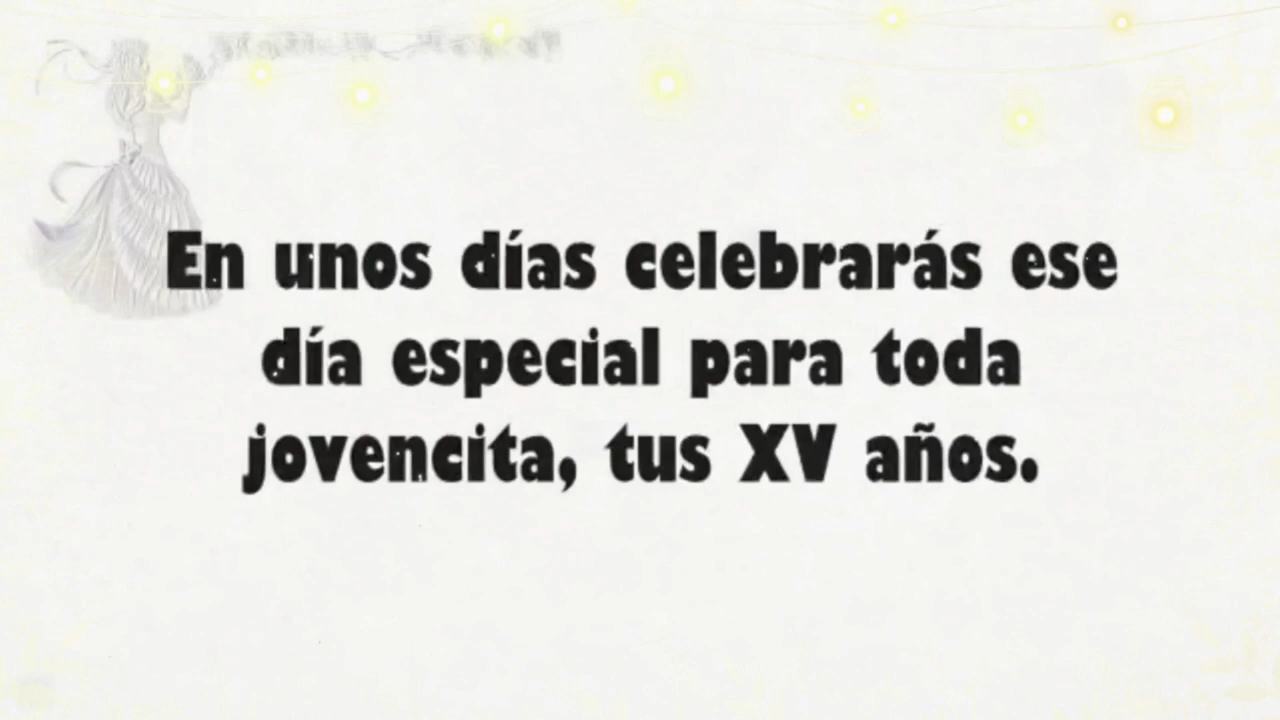 En unos días celebrarás ese
día especial para toda
jovencita, tus XV años.